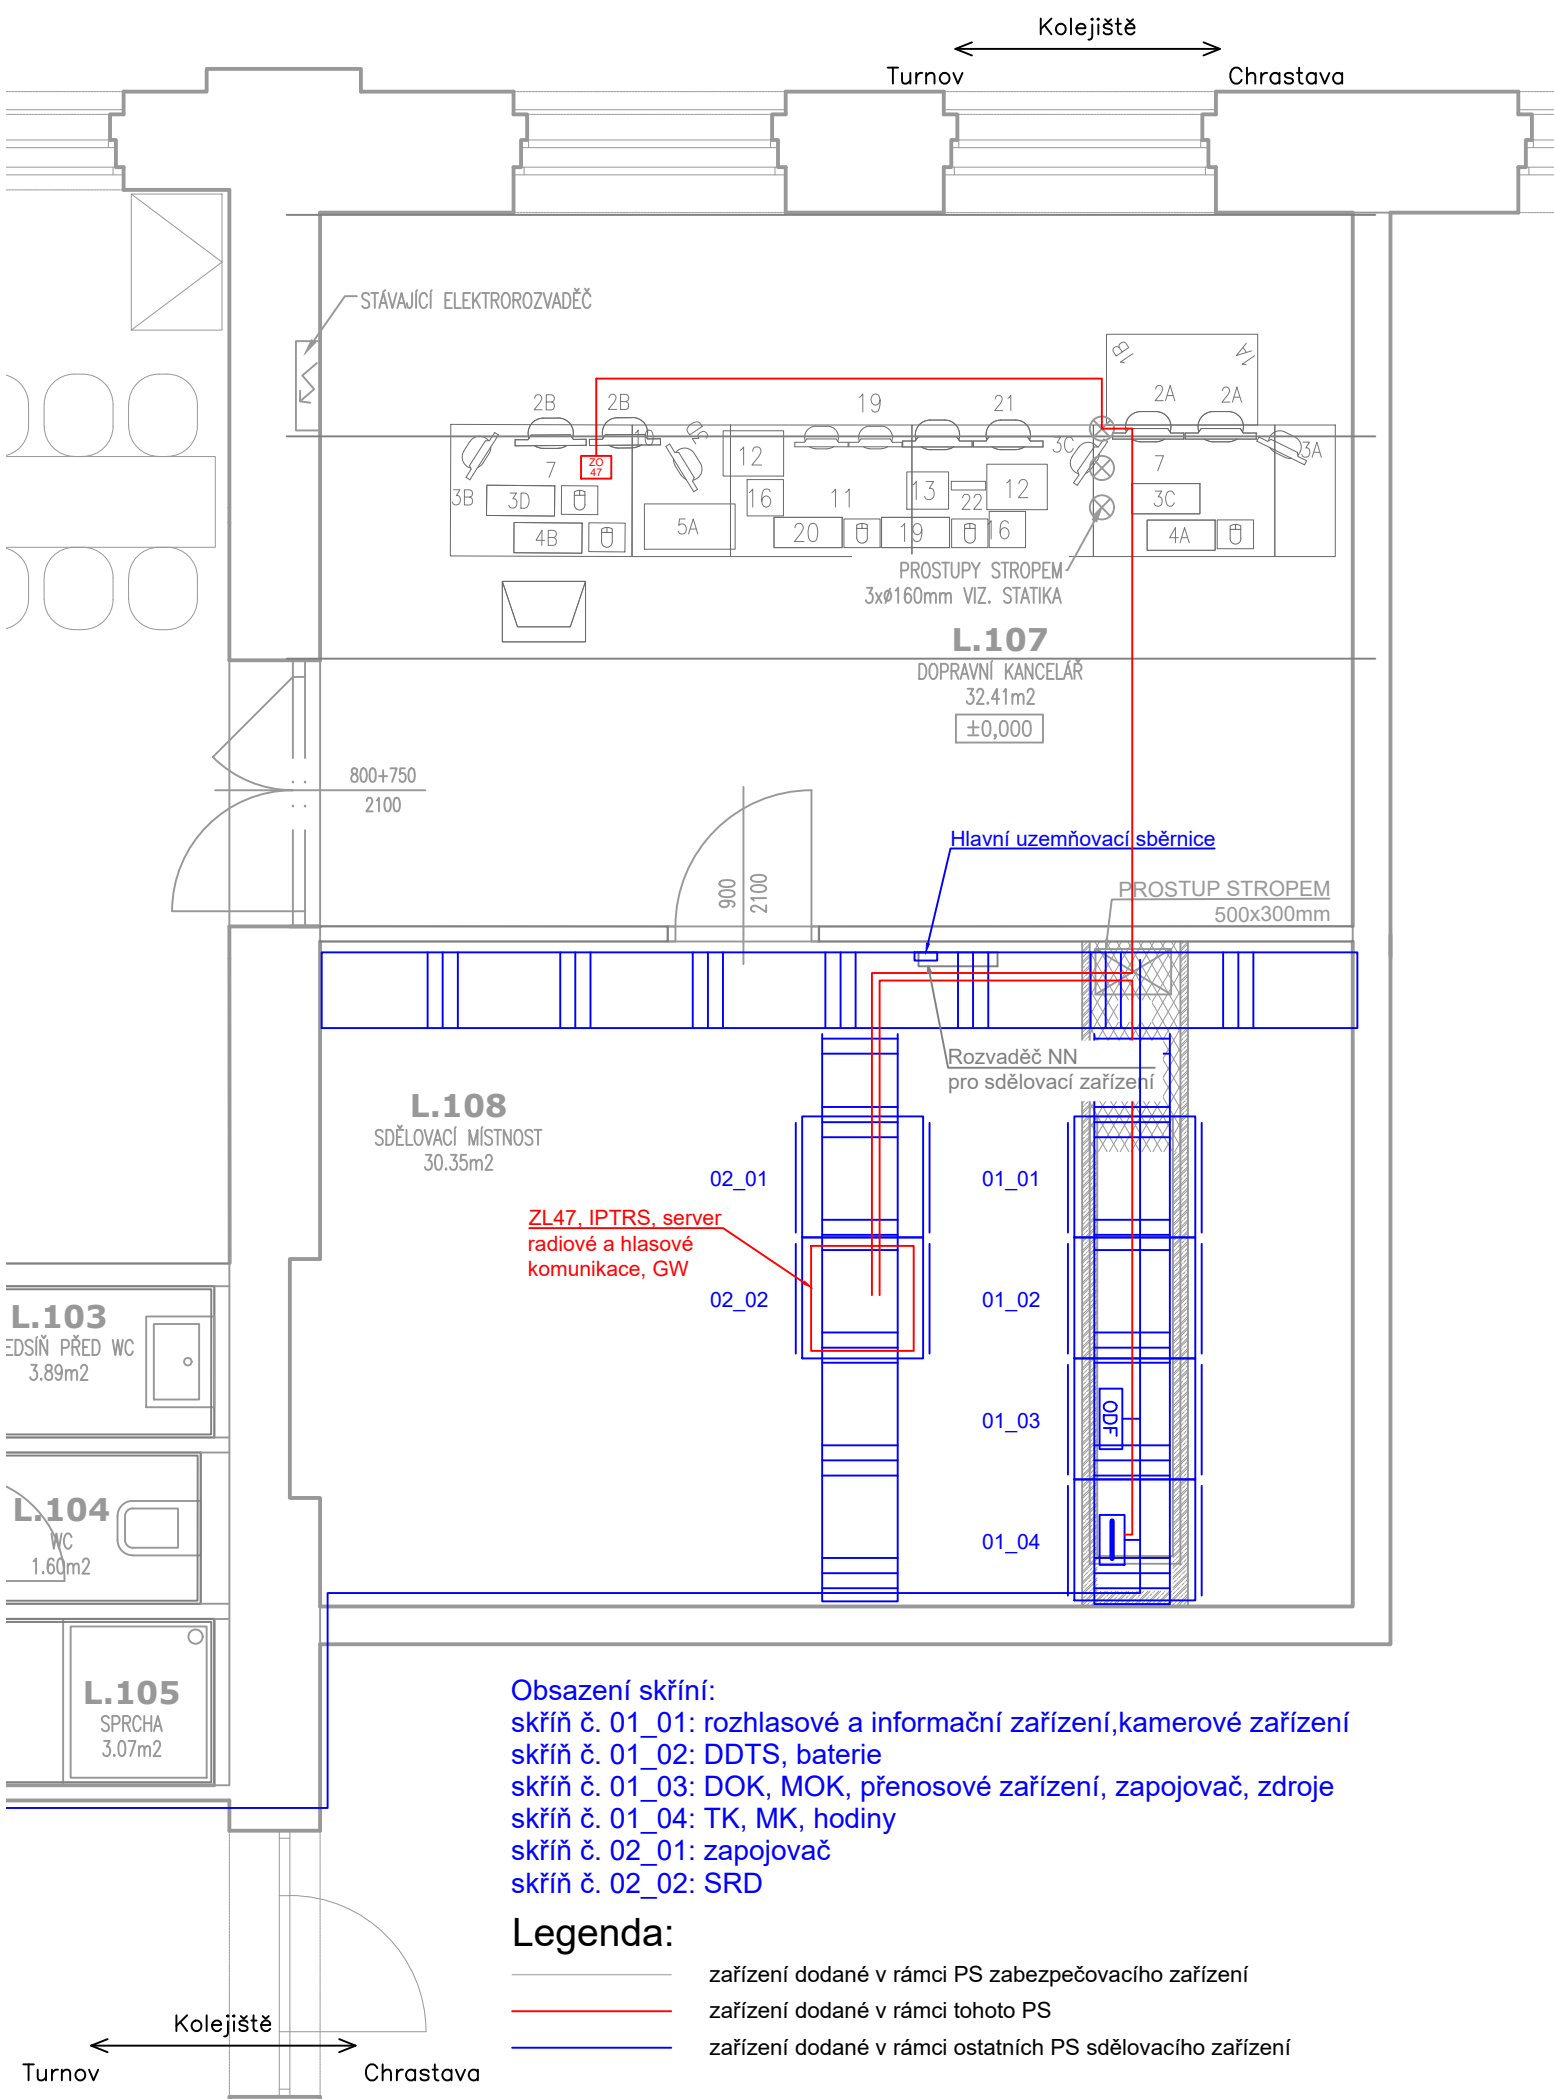 Kolejiště
Turnov
Chrastava
STÁVAJÍCÍ ELEKTROROZVADĚČ
1B
1A
2B
2B
19
21
2A
2A
10
12
3C
3A
7
ZO
47
3B
3D
16
11
13
22
12
7
3C
4B
5A
20
19
16
4A
PROSTUPY STROPEM
3xø160mm VIZ. STATIKA
L.107
DOPRAVNÍ KANCELÁŘ
32.41m2
±0,000
800+750
2100
900
2100
Hlavní uzemňovací sběrnice
PROSTUP STROPEM
500x300mm
Rozvaděč NN
pro sdělovací zařízení
L.108
SDĚLOVACÍ MÍSTNOST
30.35m2
02_01
01_01
ZL47, IPTRS, server
radiové a hlasové
komunikace, GW
02_02
01_02
L.103
EDSÍŇ PŘED WC
3.89m2
01_03
ODF
L.104
WC
1.60m2
01_04
L.105
SPRCHA
3.07m2
Obsazení skříní:
skříň č. 01_01: rozhlasové a informační zařízení,kamerové zařízení
skříň č. 01_02: DDTS, baterie
skříň č. 01_03: DOK, MOK, přenosové zařízení, zapojovač, zdroje
skříň č. 01_04: TK, MK, hodiny
skříň č. 02_01: zapojovač
skříň č. 02_02: SRD
Legenda:
zařízení dodané v rámci PS zabezpečovacího zařízení
zařízení dodané v rámci tohoto PS
zařízení dodané v rámci ostatních PS sdělovacího zařízení
Kolejiště
Turnov
Chrastava